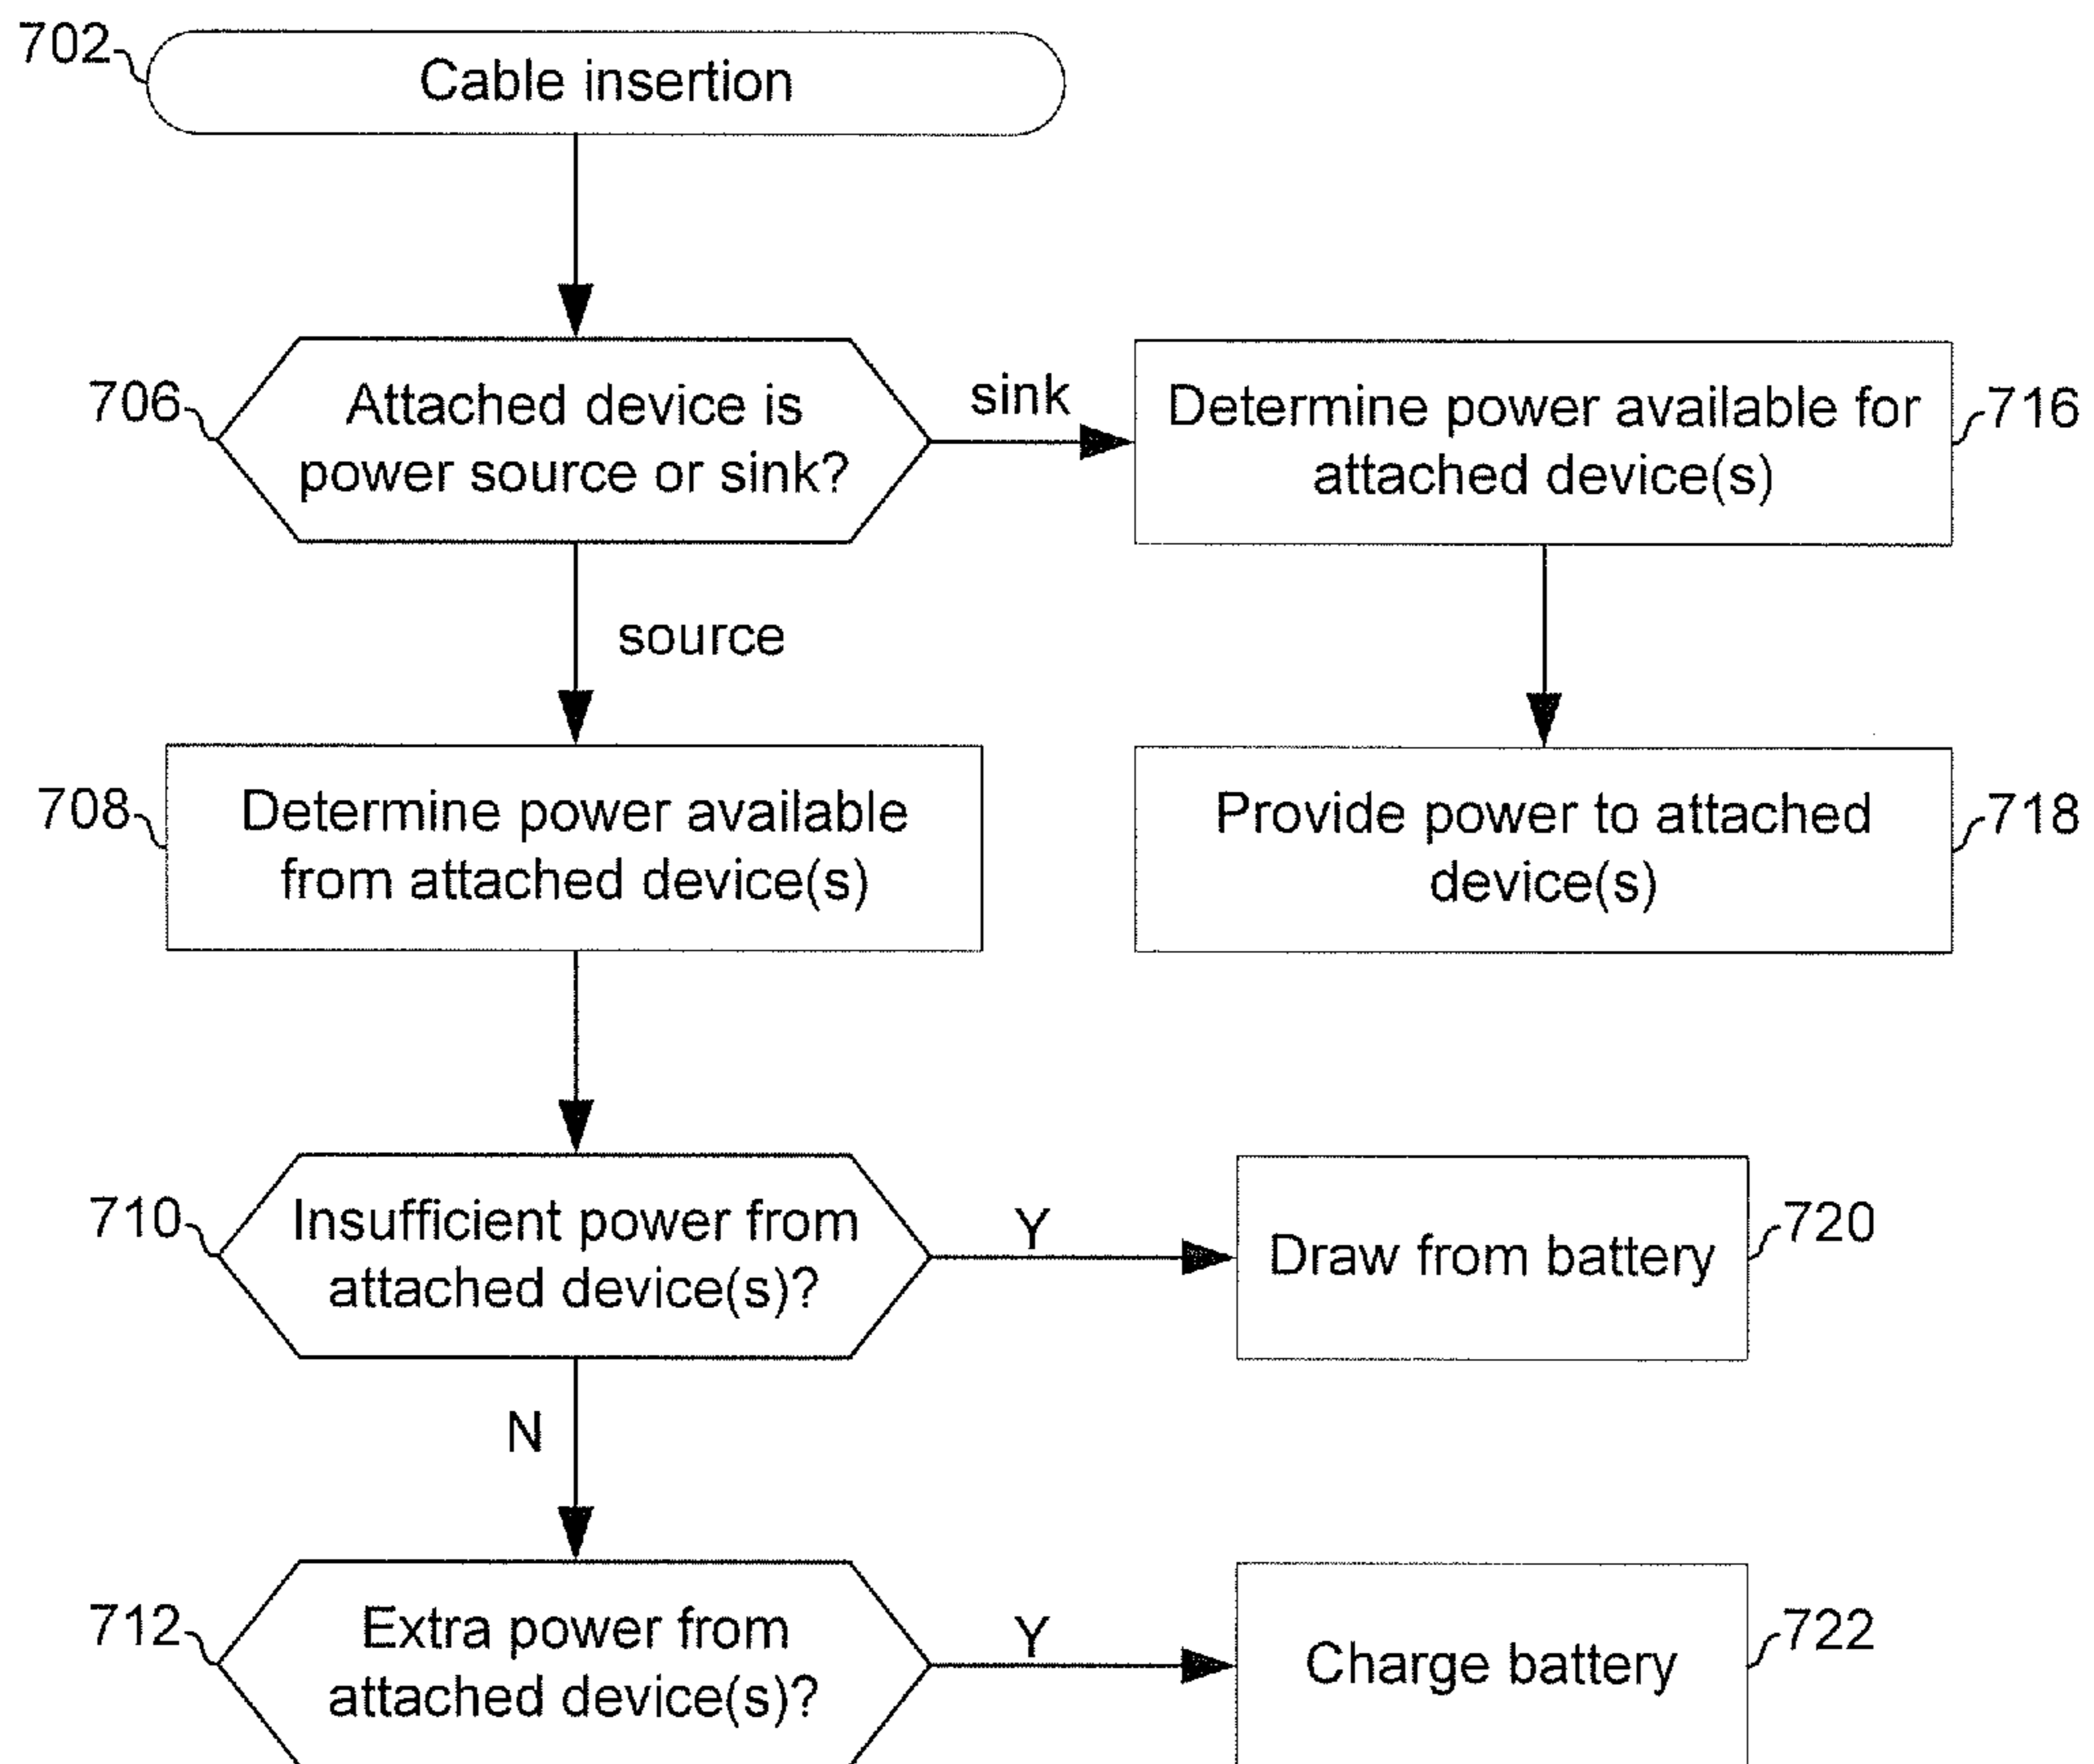 702
Cable insertion
706
Attached device is
power source or sink?
sink
Determine power available for
attached device(s)
716
source
708
Determine power available
from attached device(s)
Provide power to attached
device(s)
718
710
Insufficient power from
attached device(s)?
Y
Draw from battery
720
N
712
Extra power from
attached device(s)?
Y
Charge battery
722